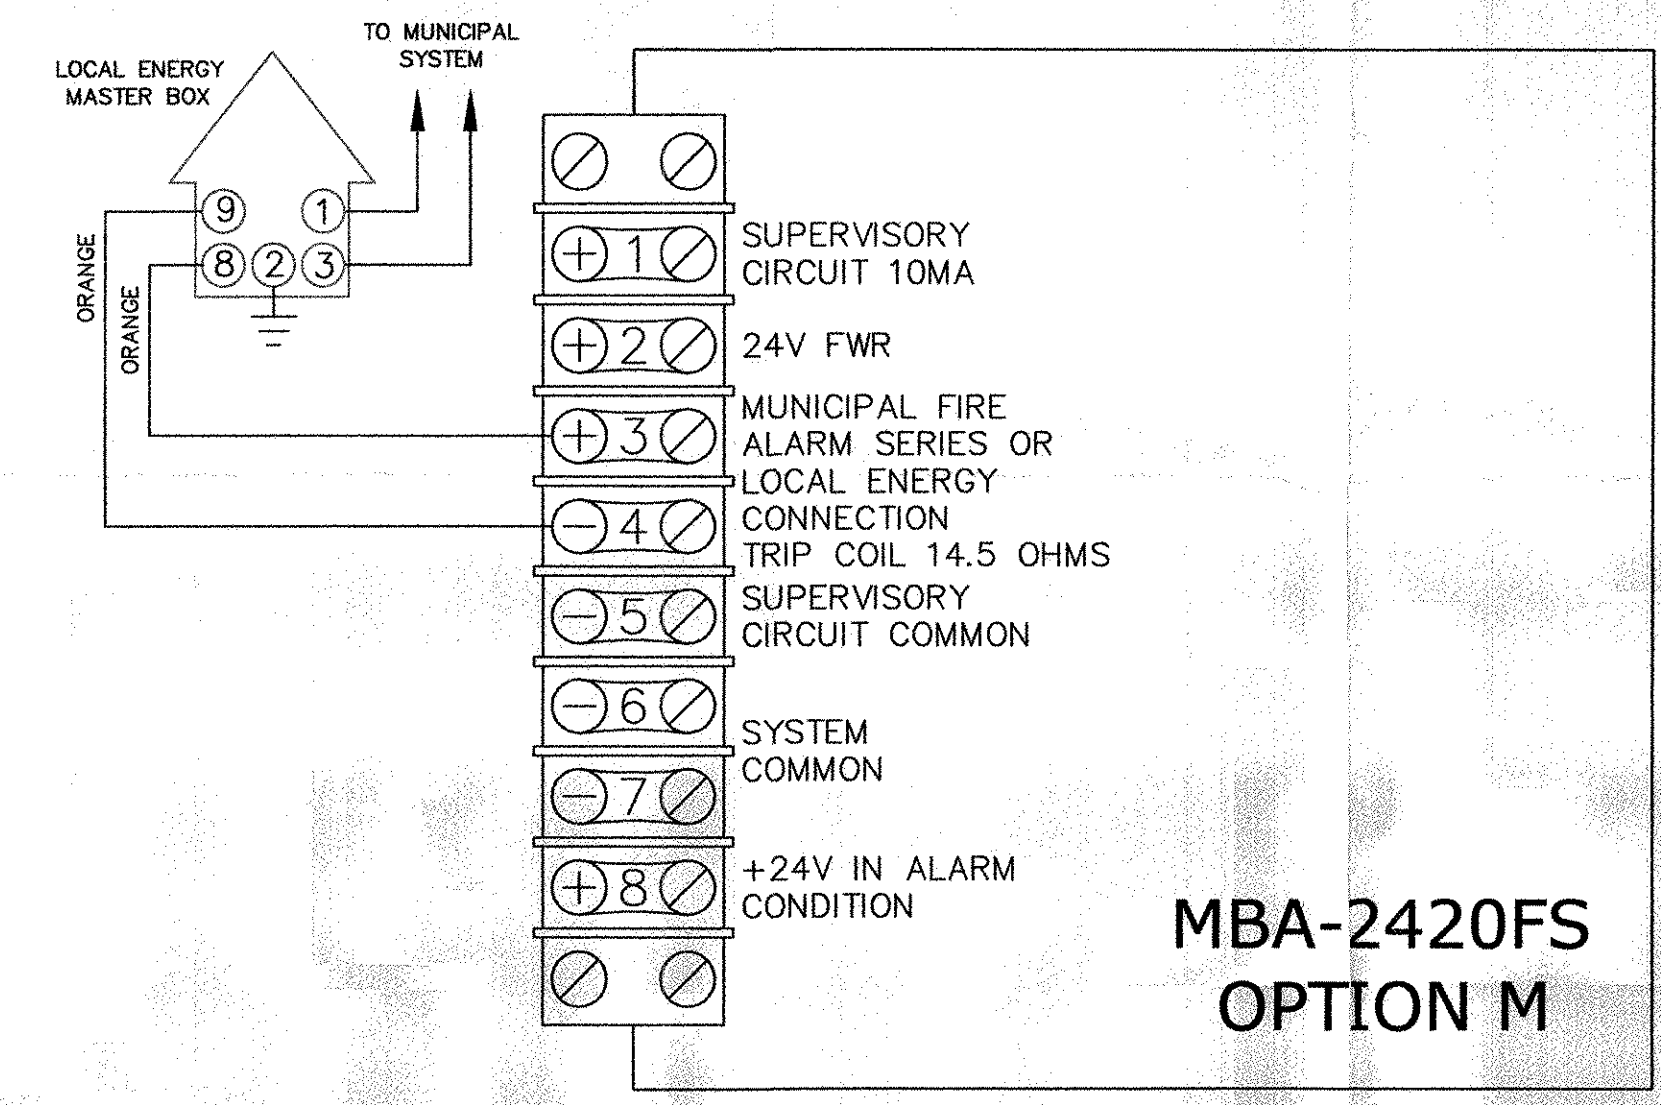 TO MUNICIPAL
SYSTEM
LOCAL ENERGY
MASTER BOX
9
1
8
2
3
ORANGE
ORANGE
+ 1
SUPERVISORY
CIRCUIT 10MA
+ 2
24V FWR
+ 3
MUNICIPAL FIRE
ALARM SERIES OR
LOCAL ENERGY
CONNECTION
TRIP COIL 14.5 OHMS
- 4
- 5
SUPERVISORY
CIRCUIT COMMON
- 6
SYSTEM
COMMON
- 7
+ 8
+24V IN ALARM
CONDITION
MBA-2420FS
OPTION M